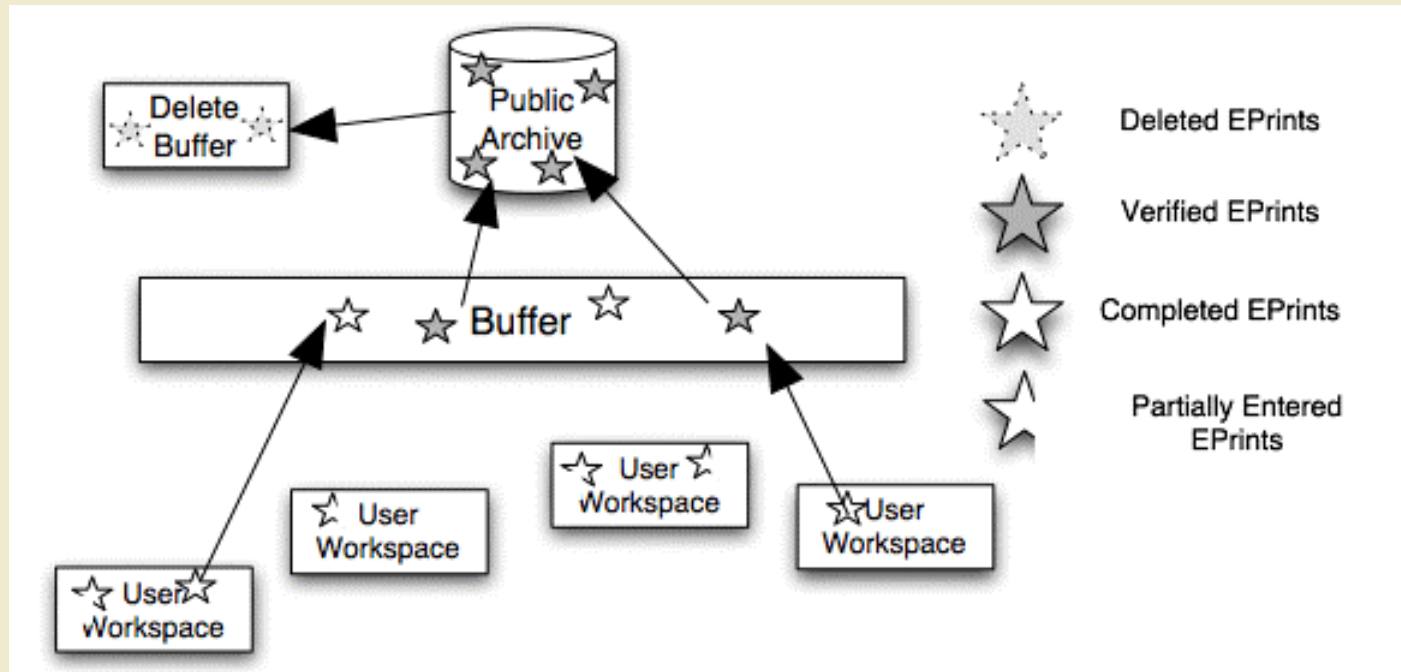 Delete
Buffer
Public
Archive
Deleted EPrints
Verified EPrints
Completed EPrints
Partially Entered
EPrints
Buffer
User
Workspace
User
Workspace
User
Workspace
User
Workspace